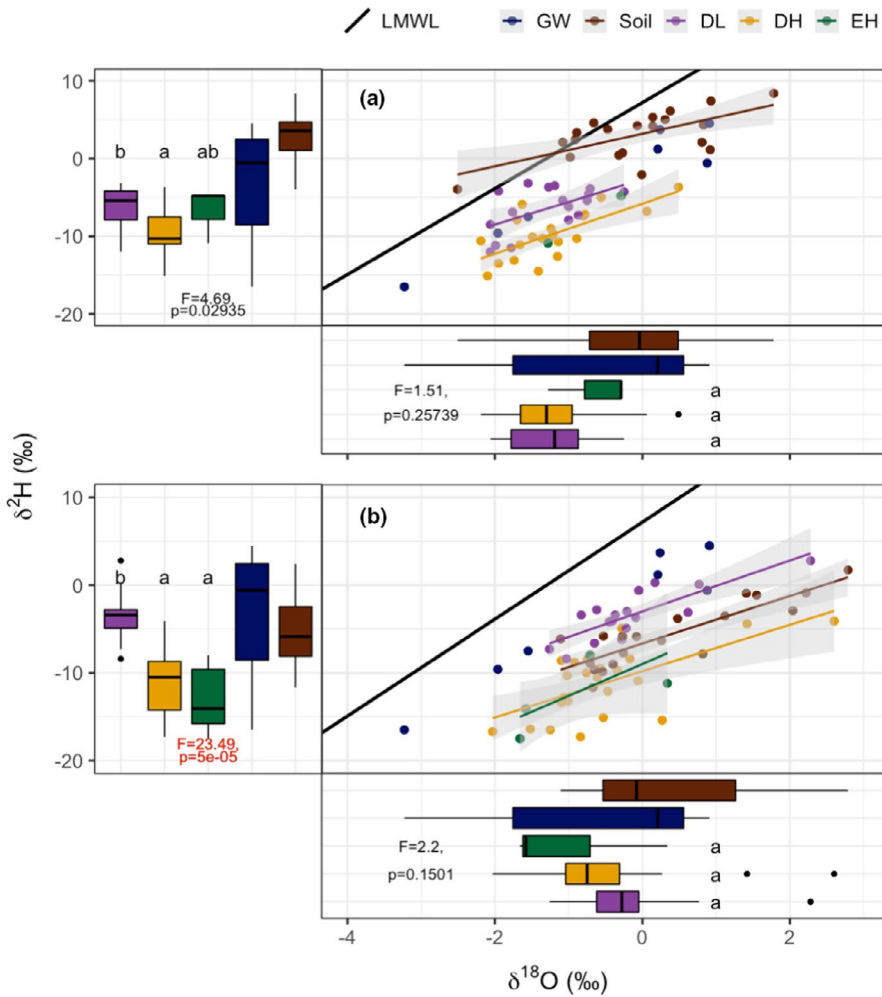 LMWL GW Soil DL DH EH
(a)
10
0
-10
-20
b a ab
F=4.69,
p=0.02935
F=1.51,
p=0.25739
a
a
a
δ²H (‰)
(b)
10
0
-10
-20
b a a
F=23.49,
p=5e-05
F=2.2,
p=0.1501
a
a
a
-4 -2 0 2
δ¹⁸O (‰)